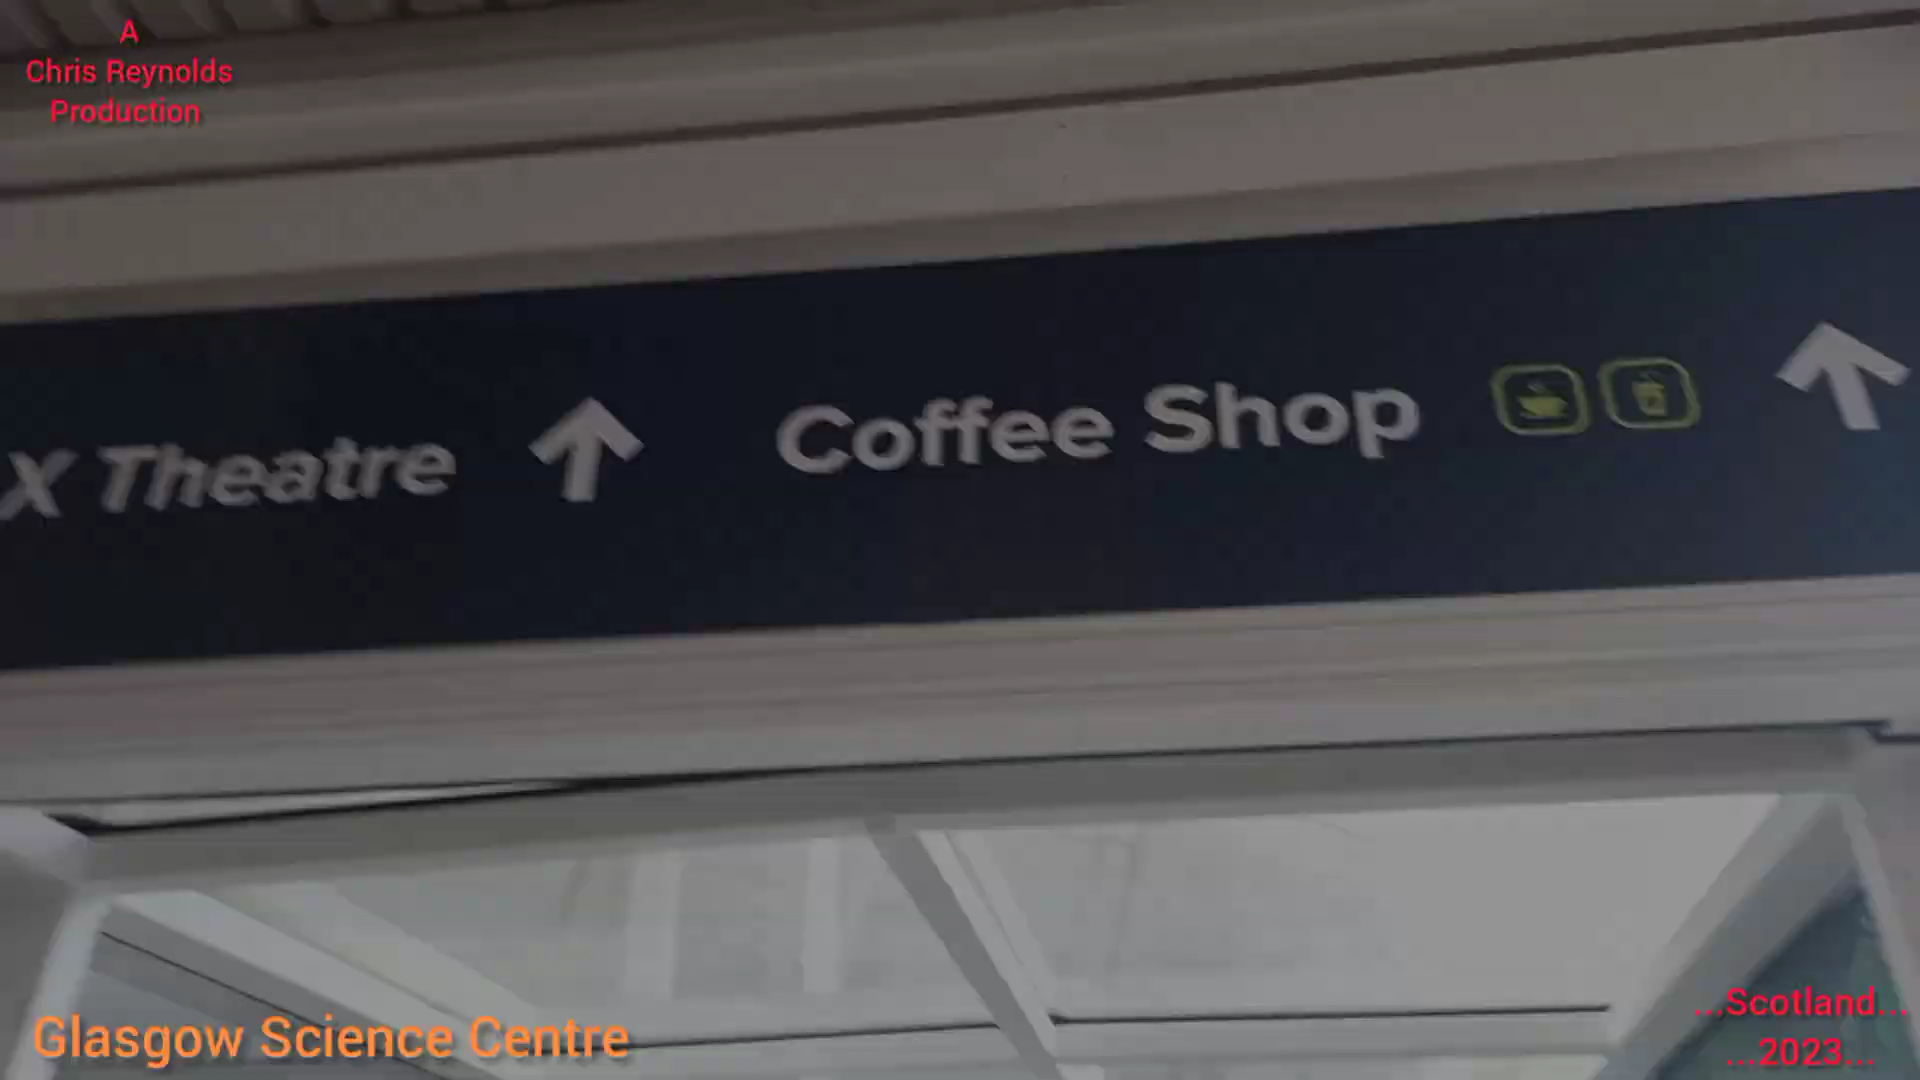 A
Chris Reynolds
Production
X Theatre
Coffee Shop
Glasgow Science Centre
...Scotland...
...2023...